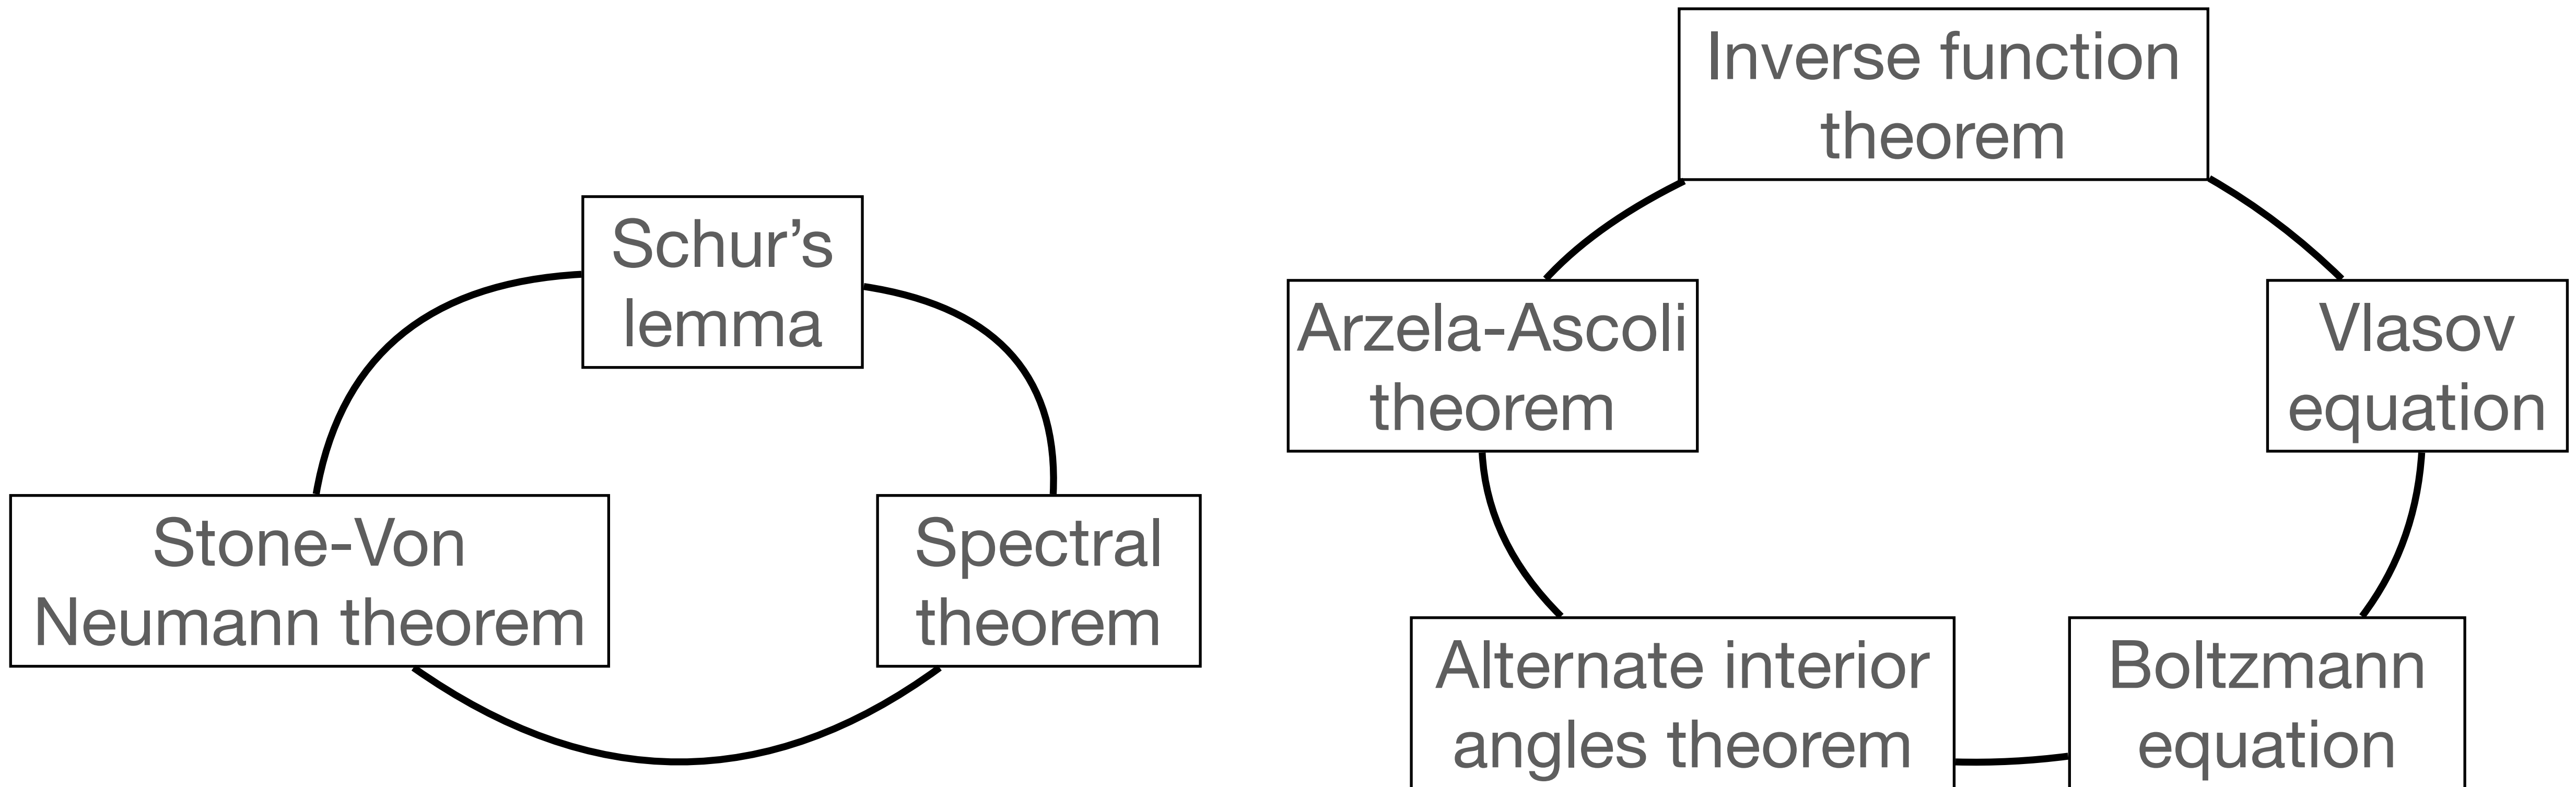 Schur’s
lemma
Stone-Von
Neumann theorem
Spectral
theorem
Inverse function
theorem
Arzela-Ascoli
theorem
Vlasov
equation
Alternate interior
angles theorem
Boltzmann
equation